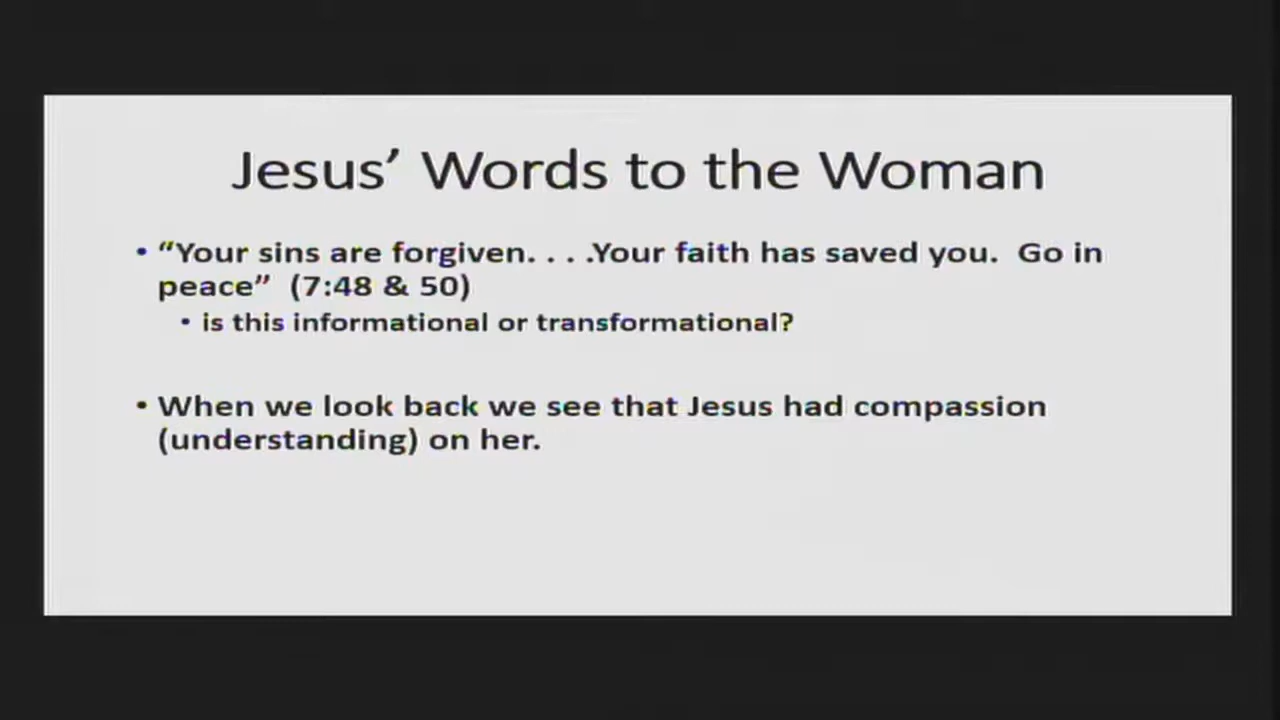 Jesus’ Words to the Woman
• “Your sins are forgiven. . . .Your faith has saved you.  Go in
peace”  (7:48 & 50)
• is this informational or transformational?
• When we look back we see that Jesus had compassion
(understanding) on her.